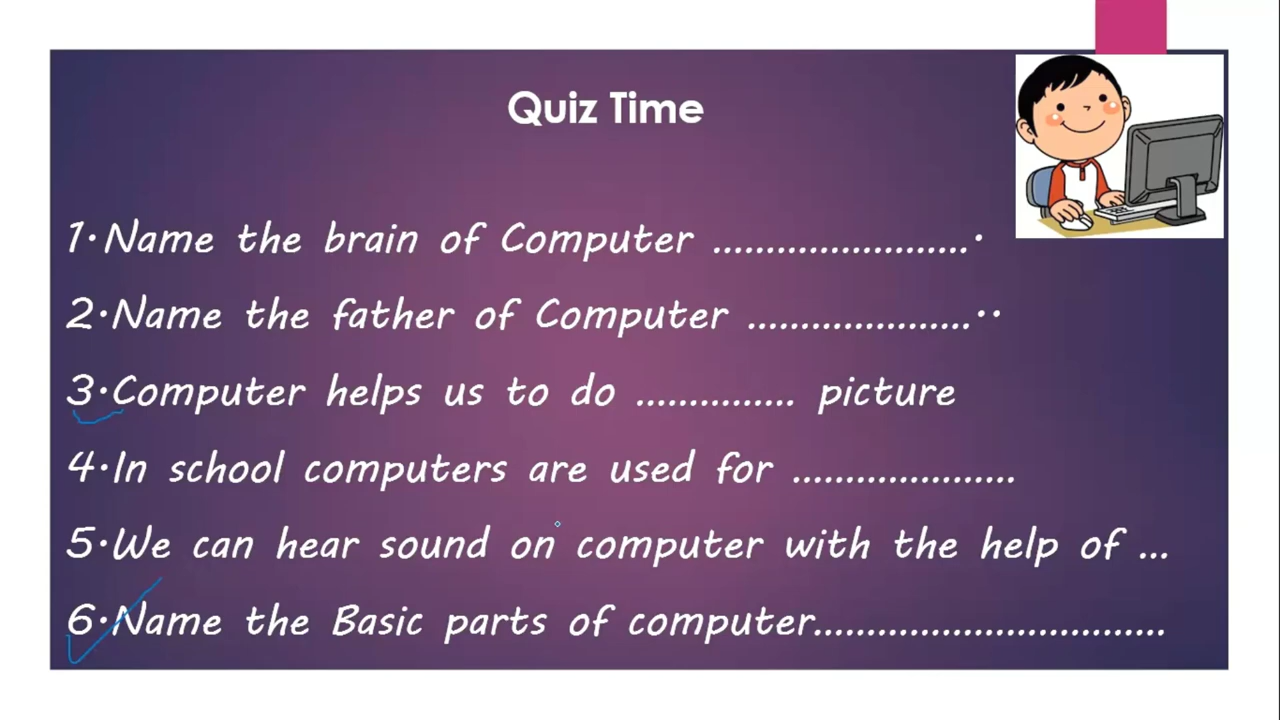 Quiz Time
1.Name the brain of Computer .......................
2.Name the father of Computer .......................
3.Computer helps us to do ............... picture
4.In school computers are used for .....................
5.We can hear sound on computer with the help of ...
6.Name the Basic parts of computer.................................